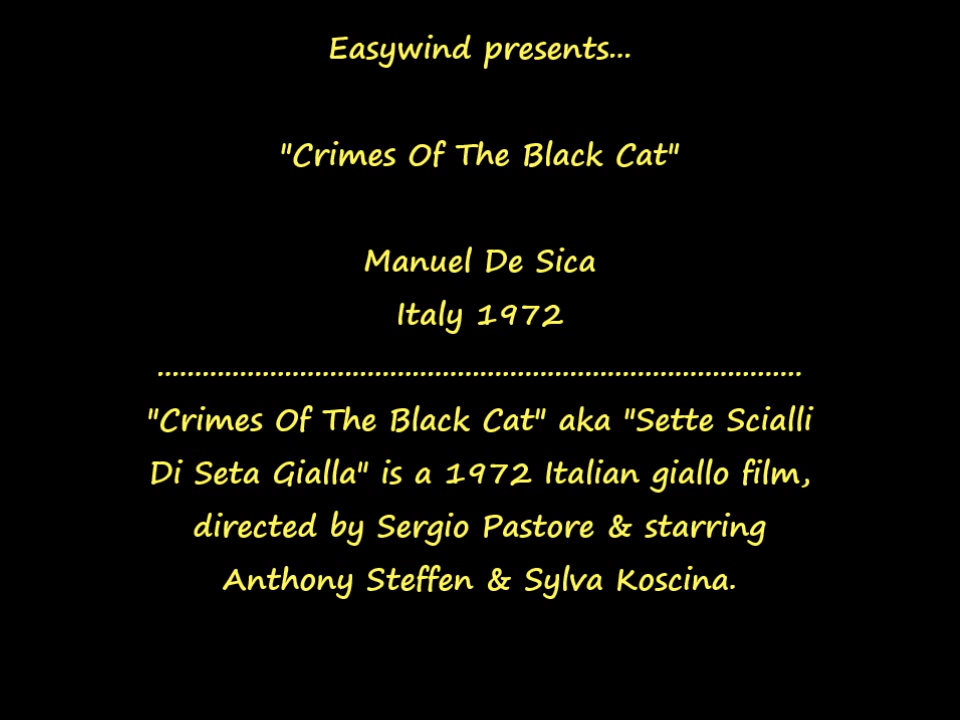 Easywind presents...
"Crimes Of The Black Cat"
Manuel De Sica
Italy 1972
......................................................................................
"Crimes Of The Black Cat" aka "Sette Scialli
Di Seta Gialla" is a 1972 Italian giallo film,
directed by Sergio Pastore & starring
Anthony Steffen & Sylva Koscina.